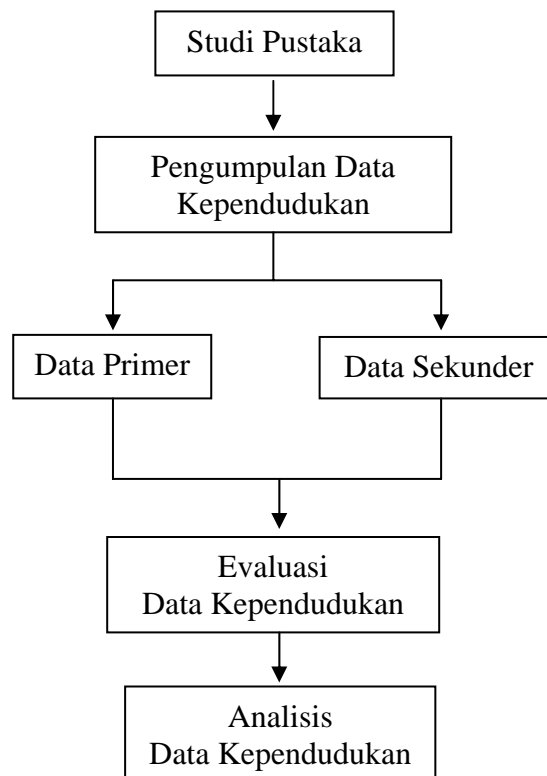 Studi Pustaka
Pengumpulan Data
Kependudukan
Data Primer
Data Sekunder
Evaluasi
Data Kependudukan
Analisis
Data Kependudukan